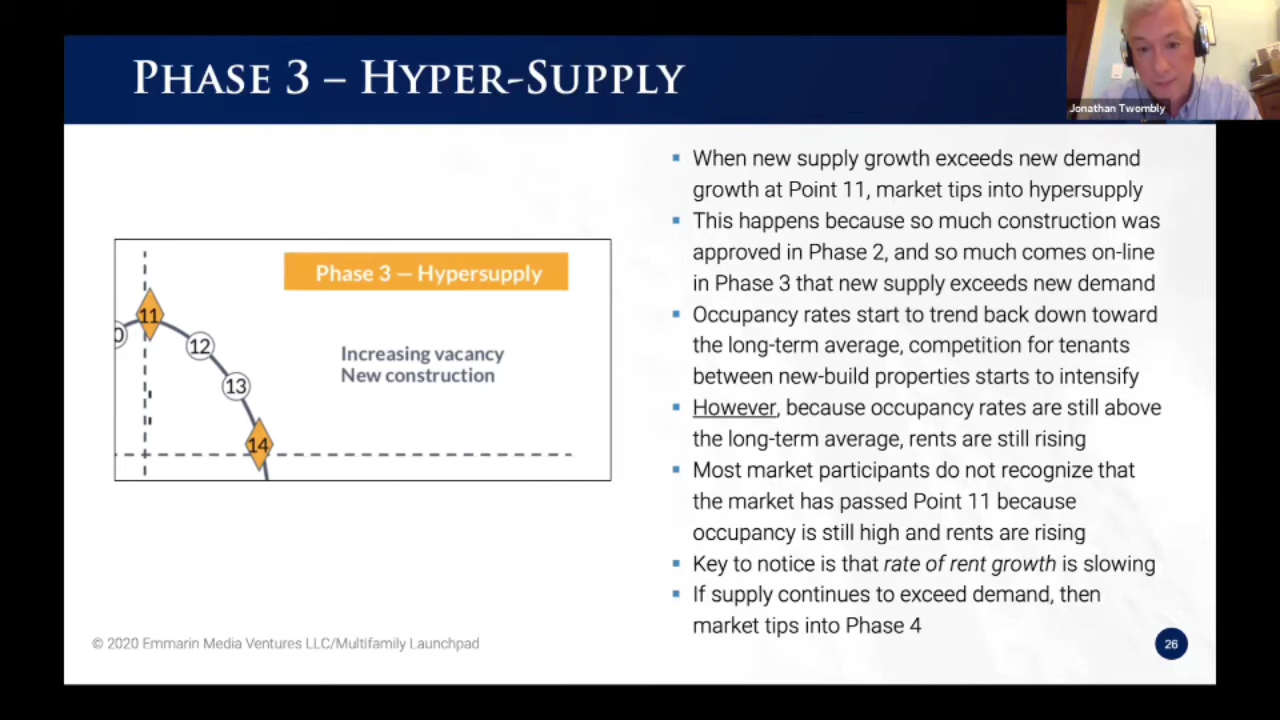 PHASE 3 – HYPER-SUPPLY
Jonathan Twombly
When new supply growth exceeds new demand
growth at Point 11, market tips into hypersupply
This happens because so much construction was
approved in Phase 2, and so much comes on-line
in Phase 3 that new supply exceeds new demand
Occupancy rates start to trend back down toward
the long-term average, competition for tenants
between new-build properties starts to intensify
However, because occupancy rates are still above
the long-term average, rents are still rising
Most market participants do not recognize that
the market has passed Point 11 because
occupancy is still high and rents are rising
Key to notice is that rate of rent growth is slowing
If supply continues to exceed demand, then
market tips into Phase 4
Phase 3 — Hypersupply
Increasing vacancy
New construction
0
11
12
13
14
© 2020 Emmarin Media Ventures LLC/Multifamily Launchpad
26